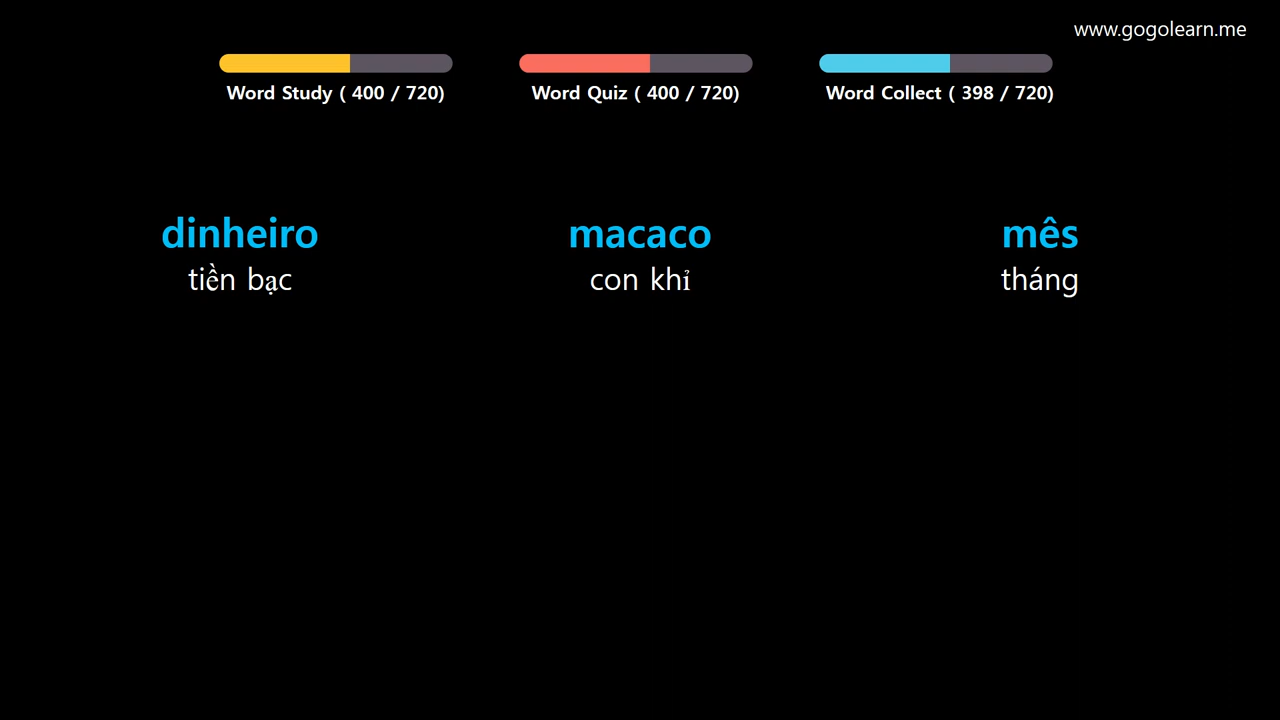 www.gogolearn.me
Word Study ( 400 / 720)
Word Quiz ( 400 / 720)
Word Collect ( 398 / 720)
dinheiro
tiền bạc
macaco
con khỉ
mês
tháng